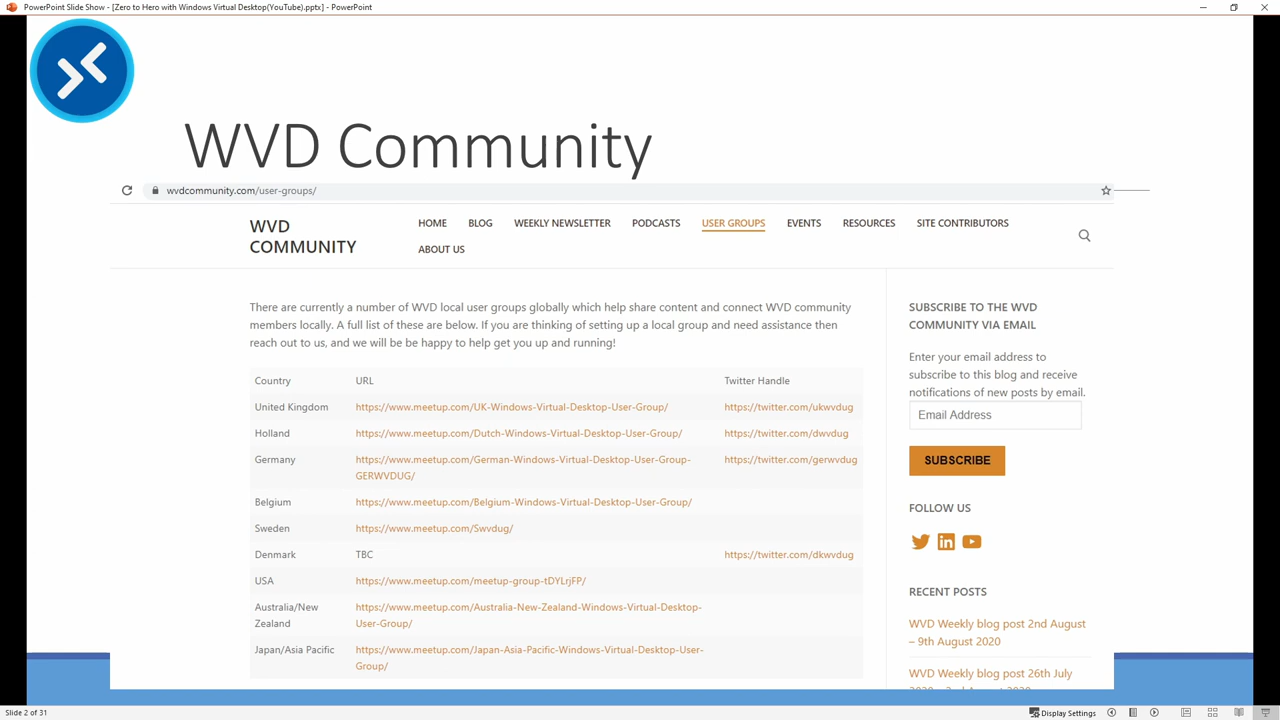 PowerPoint Slide Show - [Zero to Hero with Windows Virtual Desktop(YouTube).pptx] - PowerPoint
WVD Community
wvdcommunity.com/user-groups/
WVD COMMUNITY
HOME BLOG WEEKLY NEWSLETTER PODCASTS USER GROUPS EVENTS RESOURCES SITE CONTRIBUTORS
ABOUT US
There are currently a number of WVD local user groups globally which help share content and connect WVD community
members locally. A full list of these are below. If you are thinking of setting up a local group and need assistance then
reach out to us, and we will be be happy to help get you up and running!
Country URL Twitter Handle
United Kingdom https://www.meetup.com/UK-Windows-Virtual-Desktop-User-Group/ https://twitter.com/ukwvdug
Holland https://www.meetup.com/Dutch-Windows-Virtual-Desktop-User-Group/ https://twitter.com/dwvdug
Germany https://www.meetup.com/German-Windows-Virtual-Desktop-User-Group- https://twitter.com/gerwvdug
GERWVDUG/
Belgium https://www.meetup.com/Belgium-Windows-Virtual-Desktop-User-Group/
Sweden https://www.meetup.com/Swvdug/
Denmark TBC https://twitter.com/dkwvdug
USA https://www.meetup.com/meetup-group-tDYLrjFP/
Australia/New https://www.meetup.com/Australia-New-Zealand-Windows-Virtual-Desktop-
Zealand User-Group/
Japan/Asia Pacific https://www.meetup.com/Japan-Asia-Pacific-Windows-Virtual-Desktop-User-
Group/
SUBSCRIBE TO THE WVD
COMMUNITY VIA EMAIL
Enter your email address to
subscribe to this blog and receive
notifications of new posts by email.
Email Address
SUBSCRIBE
FOLLOW US
RECENT POSTS
WVD Weekly blog post 2nd August
– 9th August 2020
WVD Weekly blog post 26th July
2020 – 2nd August 2020
Slide 2 of 31
Display Settings